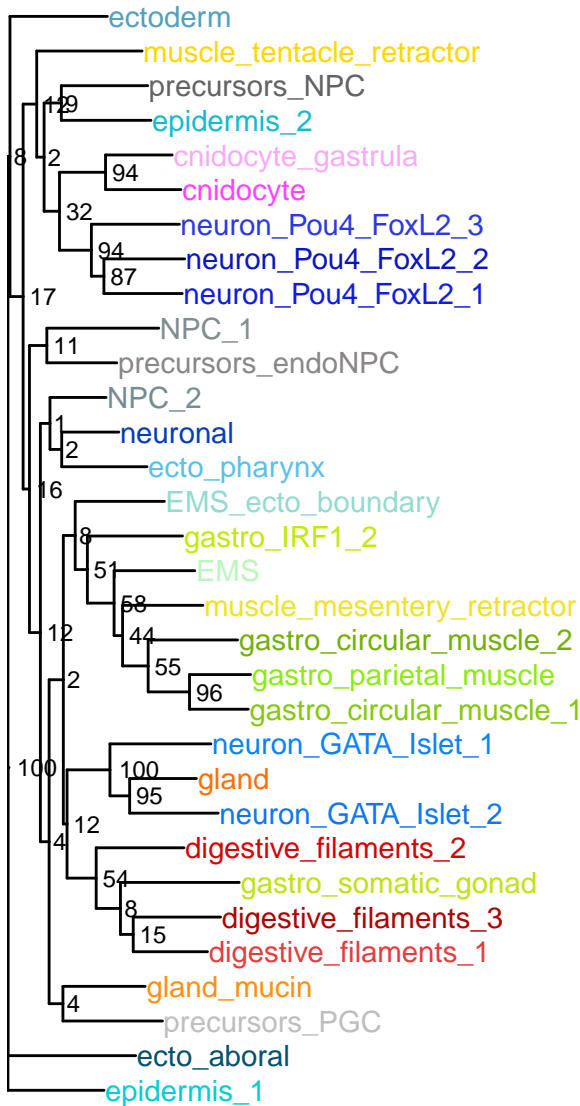 ectoderm
muscle_tentacle_retractor
precursors_NPC
12 9
epidermis_2
8 2
cnidocyte_gastrula
94
cnidocyte
32
neuron_Pou4_FoxL2_3
94
neuron_Pou4_FoxL2_2
87
neuron_Pou4_FoxL2_1
17
NPC_1
11
precursors_endoNPC
NPC_2
1
neuronal
2
ecto_pharynx
16
EMS_ecto_boundary
8
gastro_IRF1_2
51
EMS
58
muscle_mesentery_retractor
12 44
gastro_circular_muscle_2
55
gastro_parietal_muscle
2 96
gastro_circular_muscle_1
neuron_GATA_Islet_1
100 100
gland
95
neuron_GATA_Islet_2
12
4
digestive_filaments_2
54
gastro_somatic_gonad
8
digestive_filaments_3
15
digestive_filaments_1
gland_mucin
4
precursors_PGC
ecto_aboral
epidermis_1